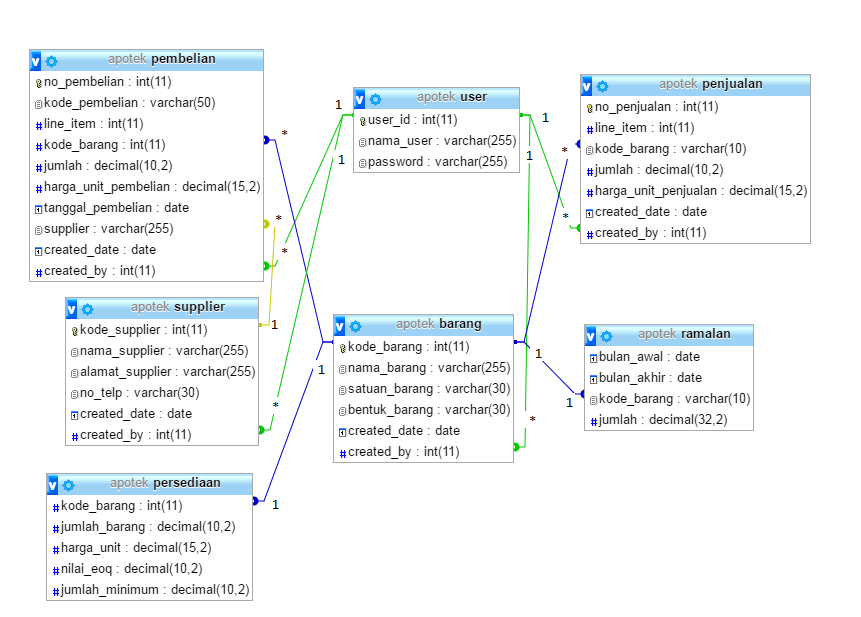 apotek pembelian
no_pembelian : int(11)
kode_pembelian : varchar(50)
line_item : int(11)
kode_barang : int(11)
jumlah : decimal(10,2)
harga_unit_pembelian : decimal(15,2)
tanggal_pembelian : date
supplier : varchar(255)
created_date : date
created_by : int(11)
apotek user
user_id : int(11)
nama_user : varchar(255)
password : varchar(255)
apotek penjualan
no_penjualan : int(11)
line_item : int(11)
kode_barang : varchar(10)
jumlah : decimal(10,2)
harga_unit_penjualan : decimal(15,2)
created_date : date
created_by : int(11)
apotek supplier
kode_supplier : int(11)
nama_supplier : varchar(255)
alamat_supplier : varchar(255)
no_telp : varchar(30)
created_date : date
created_by : int(11)
apotek barang
kode_barang : int(11)
nama_barang : varchar(255)
satuan_barang : varchar(30)
bentuk_barang : varchar(30)
created_date : date
created_by : int(11)
apotek ramalan
bulan_awal : date
bulan_akhir : date
kode_barang : varchar(10)
jumlah : decimal(32,2)
apotek persediaan
kode_barang : int(11)
jumlah_barang : decimal(10,2)
harga_unit : decimal(15,2)
nilai_eoq : decimal(10,2)
jumlah_minimum : decimal(10,2)
1
1
*
*
1
1
*
*
*
1
*
1
1
*
1
1